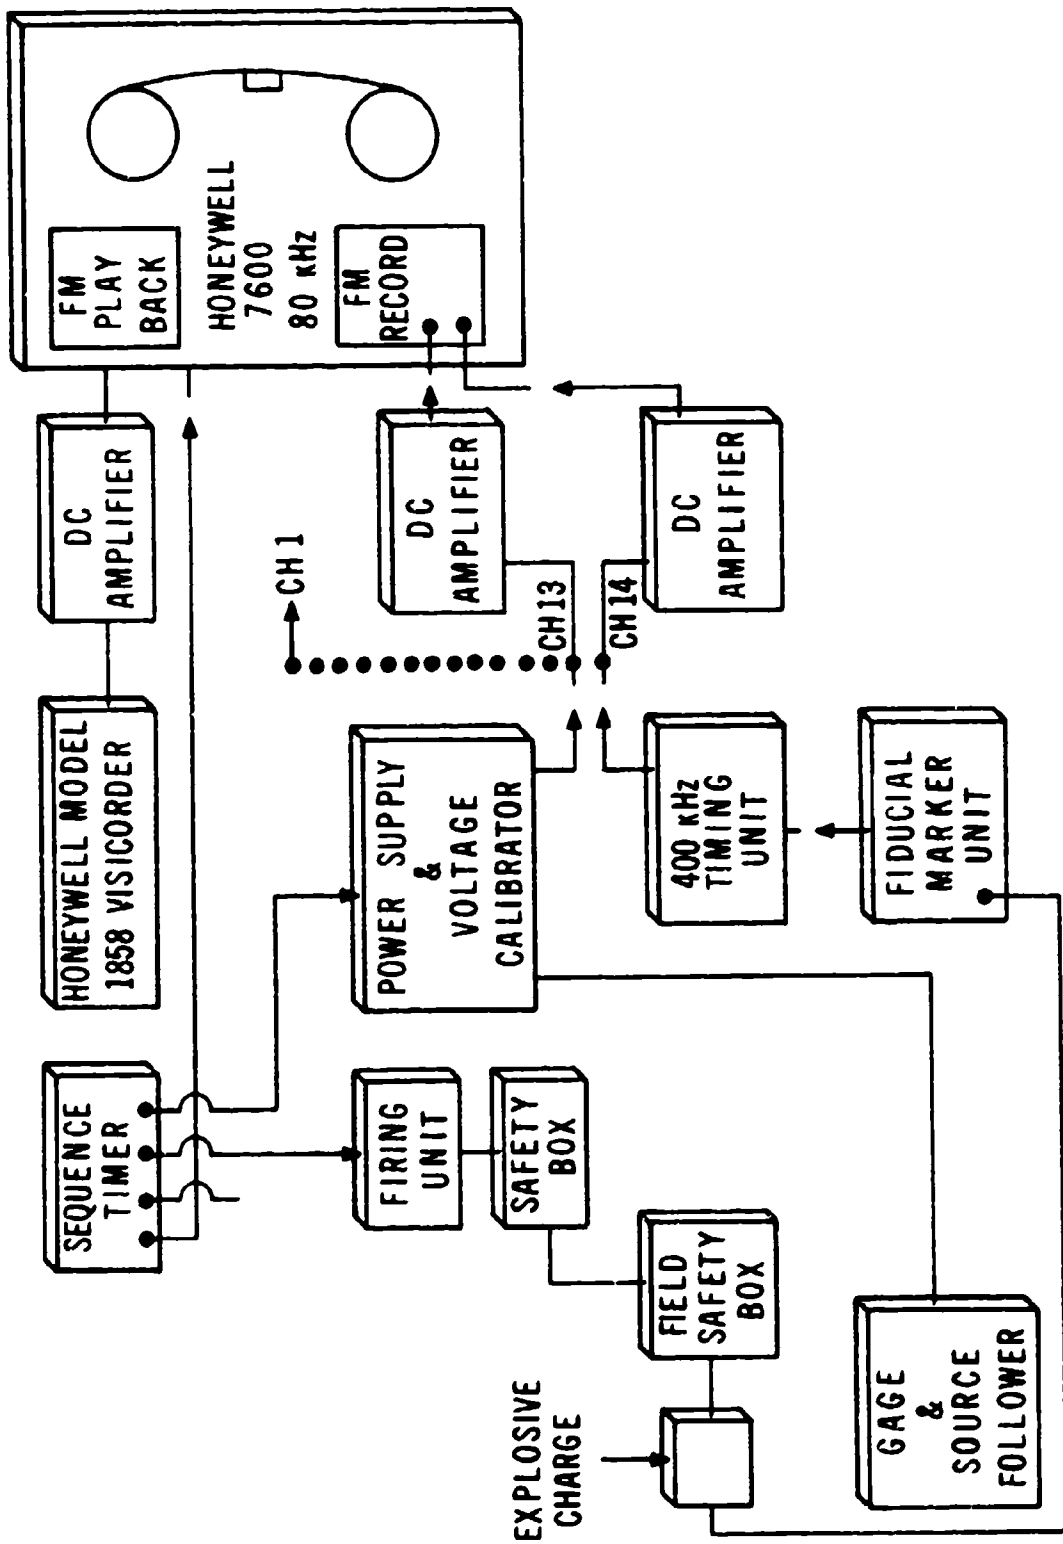 SEQUENCE
TIMER
HONEYWELL MODEL
1858 VISICORDER
DC
AMPLIFIER
FM
PLAY
BACK
HONEYWELL
7600
80 KHz
FM
RECORD
CH 1
FIRING
UNIT
POWER SUPPLY
&
VOLTAGE
CALIBRATOR
DC
AMPLIFIER
CH13
CH14
SAFETY
BOX
EXPLOSIVE
CHARGE
FIELD
SAFETY
BOX
400 KHz
TIMING
UNIT
DC
AMPLIFIER
GAGE
&
SOURCE
FOLLOWER
FIDUCIAL
MARKER
UNIT